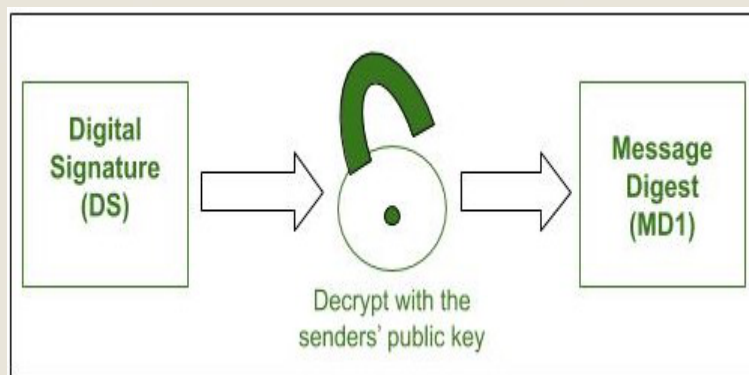 Digital
Signature
(DS)
Decrypt with the
senders' public key
Message
Digest
(MD1)